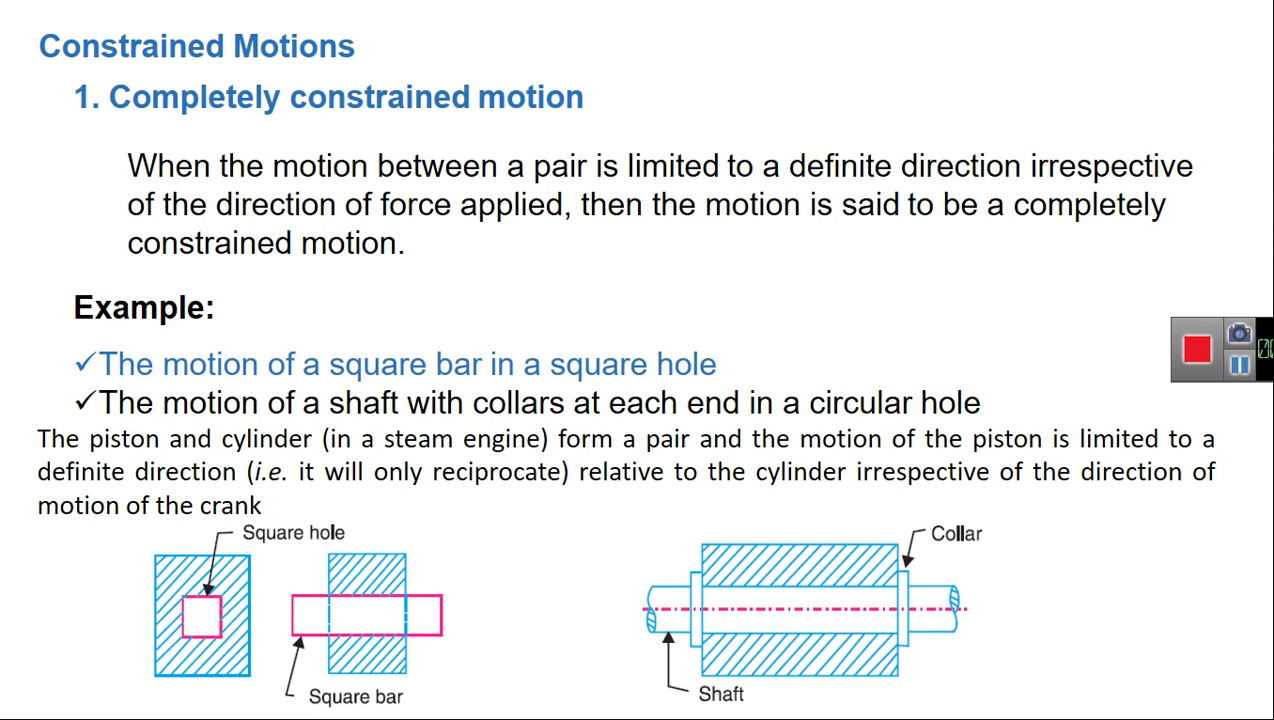 Constrained Motions
1. Completely constrained motion
When the motion between a pair is limited to a definite direction irrespective
of the direction of force applied, then the motion is said to be a completely
constrained motion.
Example:
✓The motion of a square bar in a square hole
✓The motion of a shaft with collars at each end in a circular hole
The piston and cylinder (in a steam engine) form a pair and the motion of the piston is limited to a
definite direction (i.e. it will only reciprocate) relative to the cylinder irrespective of the direction of
motion of the crank
Square hole
Collar
Square bar
Shaft